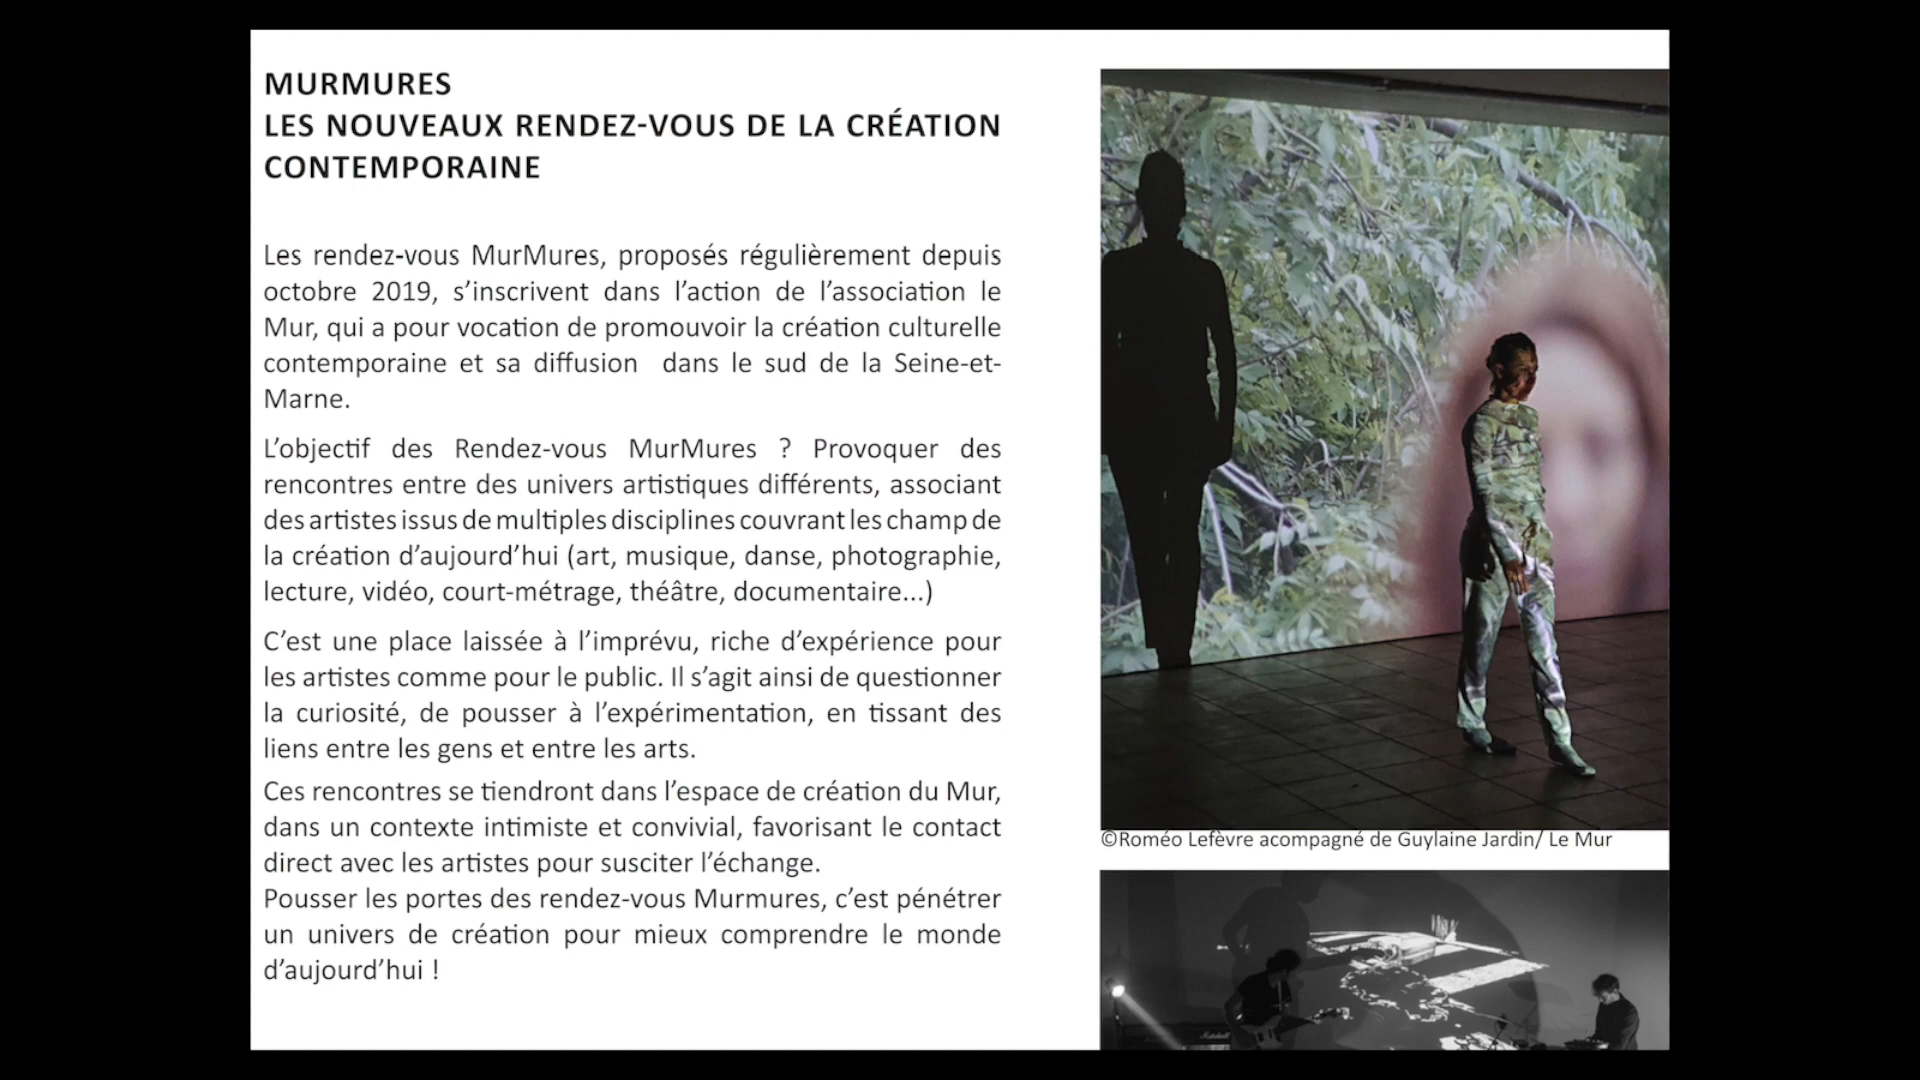 MURMURES
LES NOUVEAUX RENDEZ-VOUS DE LA CRÉATION
CONTEMPORAINE
Les rendez-vous MurMures, proposés régulièrement depuis
octobre 2019, s’inscrivent dans l’action de l’association le
Mur, qui a pour vocation de promouvoir la création culturelle
contemporaine et sa diffusion dans le sud de la Seine-et-
Marne.
L’objectif des Rendez-vous MurMures ? Provoquer des
rencontres entre des univers artistiques différents, associant
des artistes issus de multiples disciplines couvrant les champ de
la création d’aujourd’hui (art, musique, danse, photographie,
lecture, vidéo, court-métrage, théâtre, documentaire...)
C’est une place laissée à l’imprévu, riche d’expérience pour
les artistes comme pour le public. Il s’agit ainsi de questionner
la curiosité, de pousser à l’expérimentation, en tissant des
liens entre les gens et entre les arts.
Ces rencontres se tiendront dans l’espace de création du Mur,
dans un contexte intimiste et convivial, favorisant le contact
direct avec les artistes pour susciter l’échange.
Pousser les portes des rendez-vous Murmures, c’est pénétrer
un univers de création pour mieux comprendre le monde
d’aujourd’hui !
©Roméo Lefèvre acompagné de Guylaine Jardin/ Le Mur
Marshall